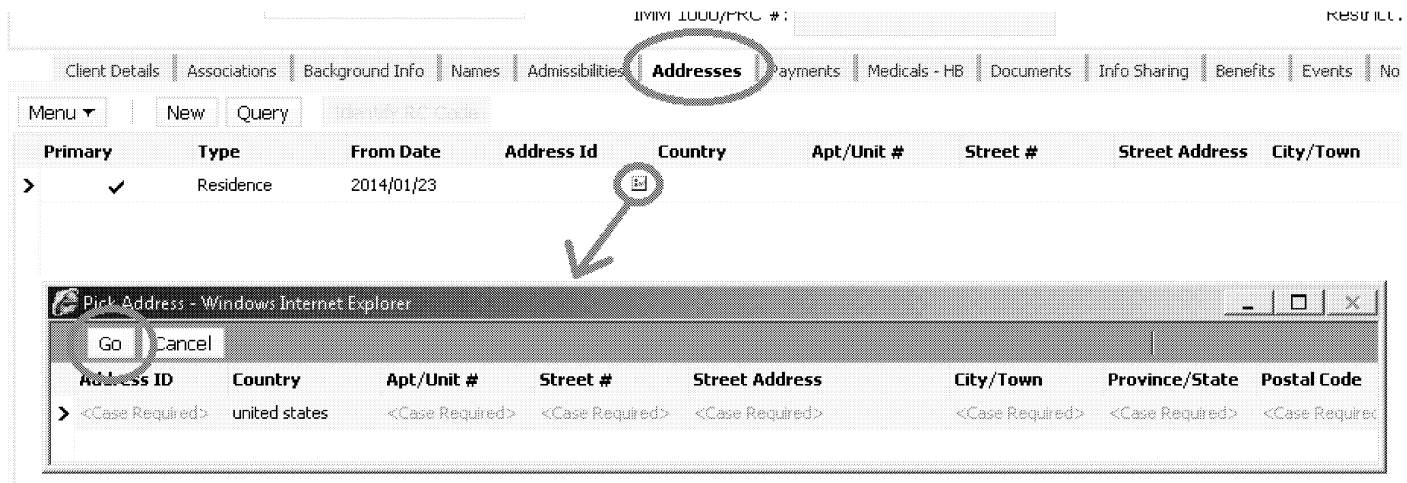 IMM 1000/PRC #:
Restrict.
Client Details Associations Background Info Names Admissibilities Addresses Payments Medicals - HB Documents Info Sharing Benefits Events No
Menu New Query Identify RC Code
Primary Type From Date Address Id Country Apt/Unit # Street # Street Address City/Town
Residence 2014/01/23
Pick Address - Windows Internet Explorer
Go Cancel
Address ID Country Apt/Unit # Street # Street Address City/Town Province/State Postal Code
<Case Required> united states <Case Required> <Case Required> <Case Required> <Case Required> <Case Required> <Case Required